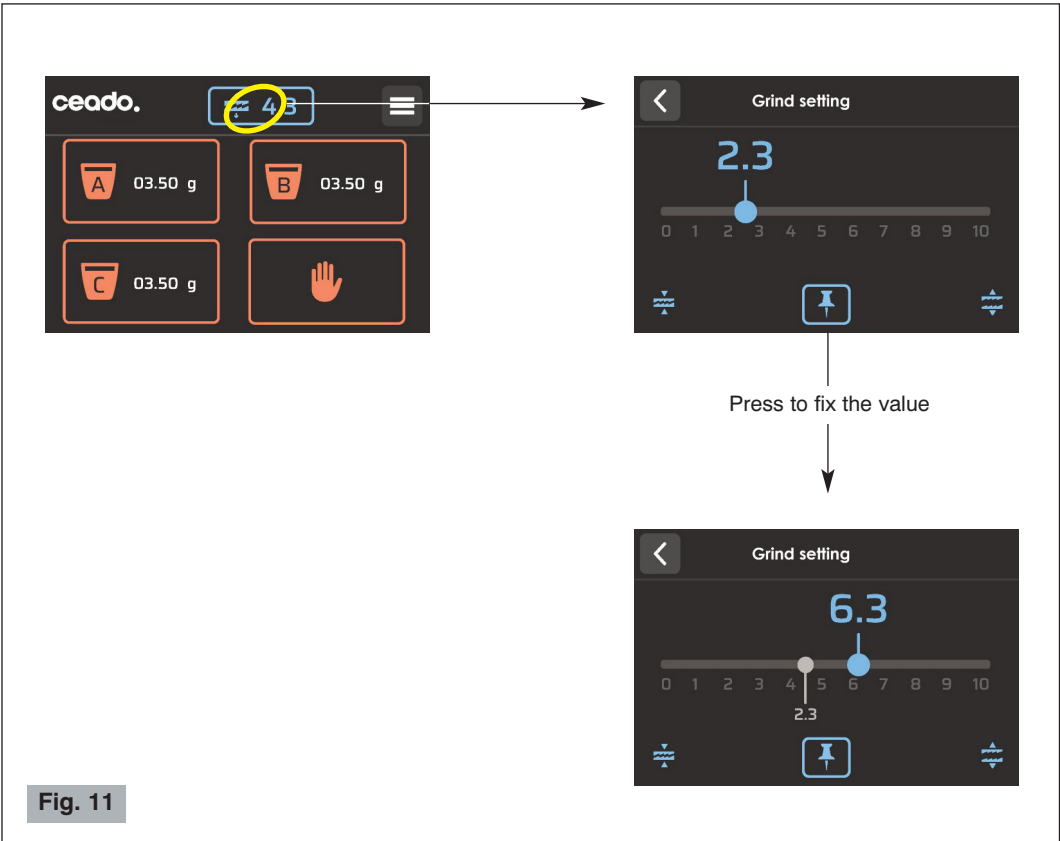 ceado.
4.3
A 03.50 g
B 03.50 g
C 03.50 g
Grind setting
2.3
0 1 2 3 4 5 6 7 8 9 10
Press to fix the value
Grind setting
6.3
0 1 2 3 4 5 6 7 8 9 10
2.3
Fig. 11